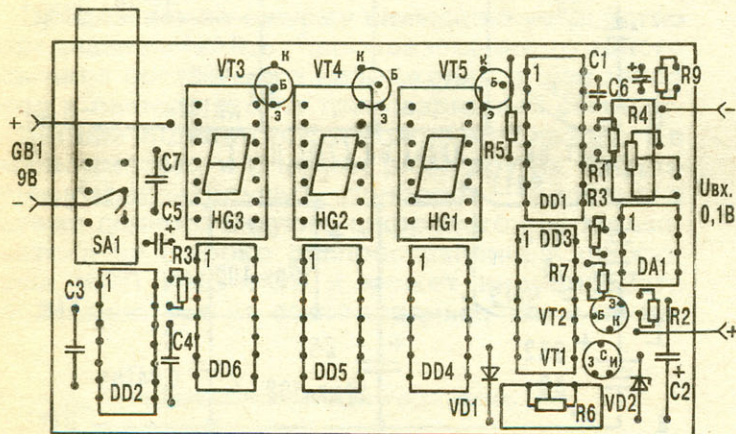 VT3 К Б Э
VT4 К Б Э
VT5 К Б Э
1
C1
C6 +
R9
+
GB1
9В
–
SA1
C7
C5 +
HG3
HG2
HG1
R5
DD1
R1
R3
R4
–
Uвх.
0,1В
+
C3
1
DD2
R3
C4
1
DD6
1
DD5
1
DD4
1
DD3
R7
VT2 Э Б К
VT1 З С И
1
DA1
R2
C2 +
VD1
R6
VD2